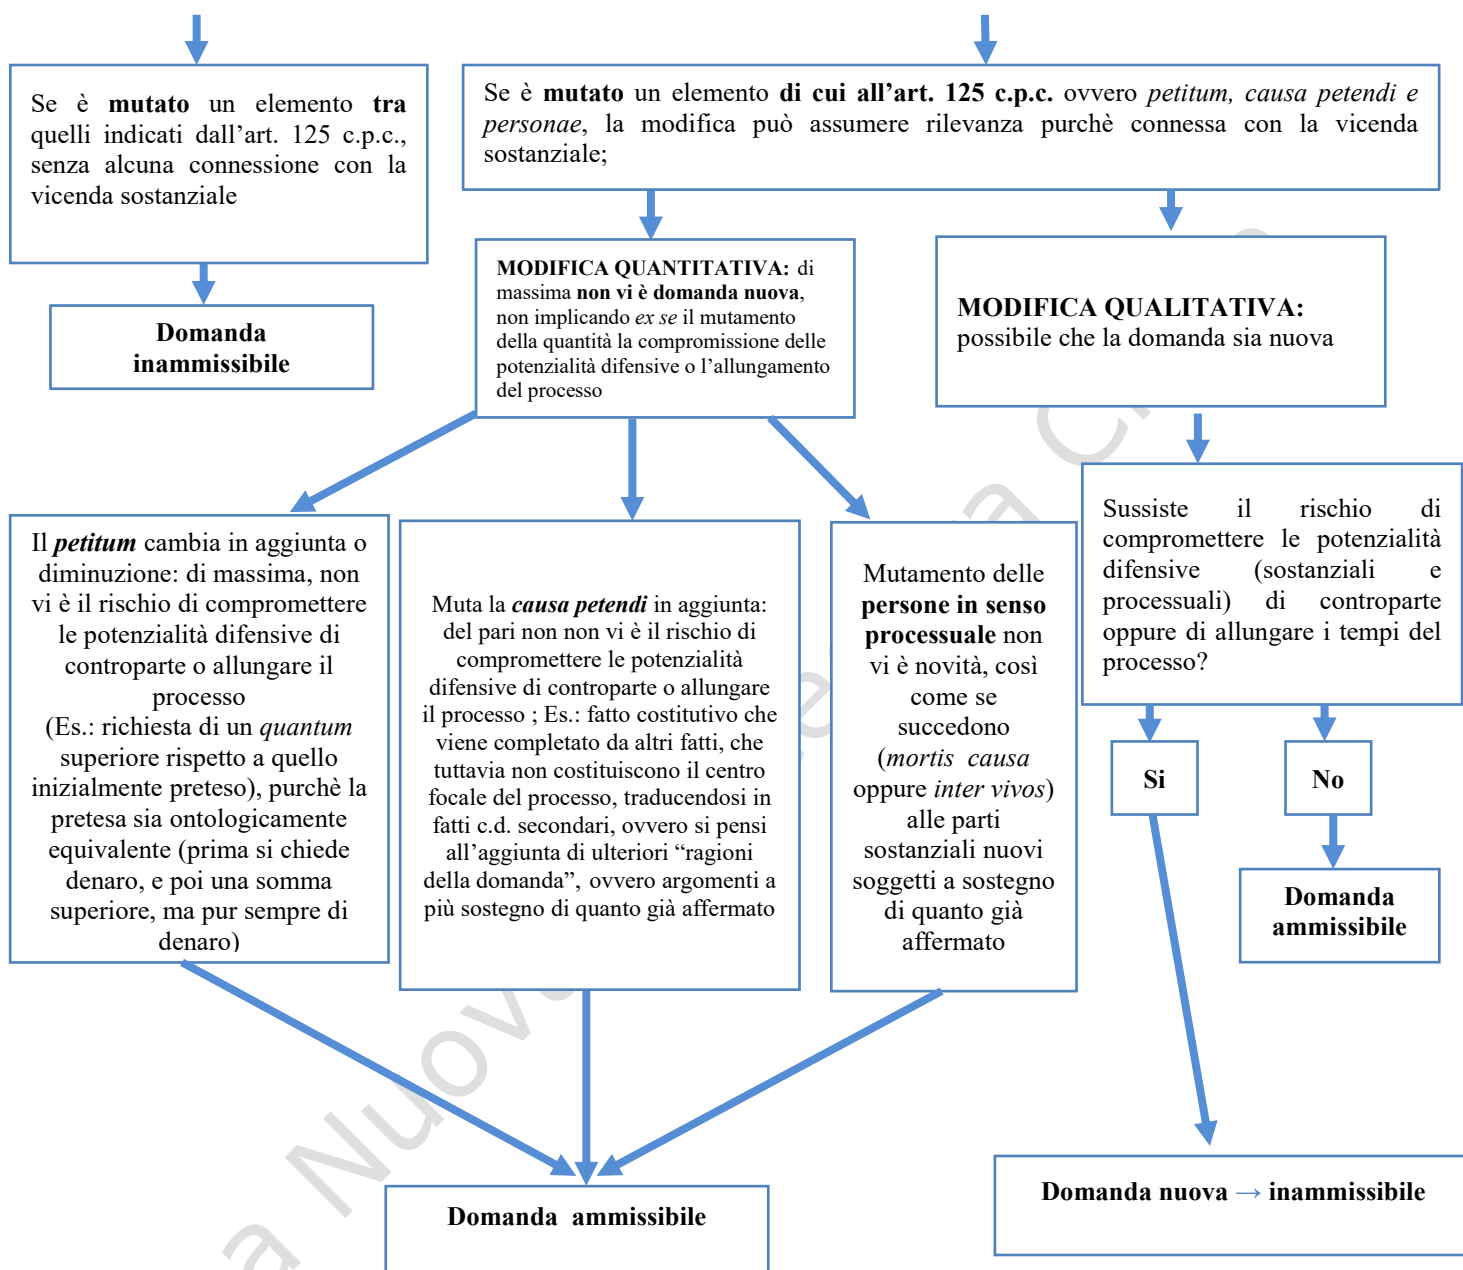 Se è mutato un elemento tra
quelli indicati dall’art. 125 c.p.c.,
senza alcuna connessione con la
vicenda sostanziale
Se è mutato un elemento di cui all’art. 125 c.p.c. ovvero petitum, causa petendi e
personae, la modifica può assumere rilevanza purchè connessa con la vicenda
sostanziale;
Domanda
inammissibile
MODIFICA QUANTITATIVA: di
massima non vi è domanda nuova,
non implicando ex se il mutamento
della quantità la compromissione delle
potenzialità difensive o l’allungamento
del processo
MODIFICA QUALITATIVA:
possibile che la domanda sia nuova
Il petitum cambia in aggiunta o
diminuzione: di massima, non
vi è il rischio di compromettere
le potenzialità difensive di
controparte o allungare il
processo
(Es.: richiesta di un quantum
superiore rispetto a quello
inizialmente preteso), purchè la
pretesa sia ontologicamente
equivalente (prima si chiede
denaro, e poi una somma
superiore, ma pur sempre di
denaro)
Muta la causa petendi in aggiunta:
del pari non non vi è il rischio di
compromettere le potenzialità
difensive di controparte o allungare
il processo ; Es.: fatto costitutivo che
viene completato da altri fatti, che
tuttavia non costituiscono il centro
focale del processo, traducendosi in
fatti c.d. secondari, ovvero si pensi
all’aggiunta di ulteriori “ragioni
della domanda”, ovvero argomenti a
più sostegno di quanto già affermato
Mutamento delle
persone in senso
processuale non
vi è novità, così
come se
succedono
(mortis causa
oppure inter vivos)
alle parti
sostanziali nuovi
soggetti a sostegno
di quanto già
affermato
Sussiste il rischio di
compromettere le potenzialità
difensive (sostanziali e
processuali) di controparte
oppure di allungare i tempi del
processo?
Si
No
Domanda
ammissibile
Domanda ammissibile
Domanda nuova → inammissibile